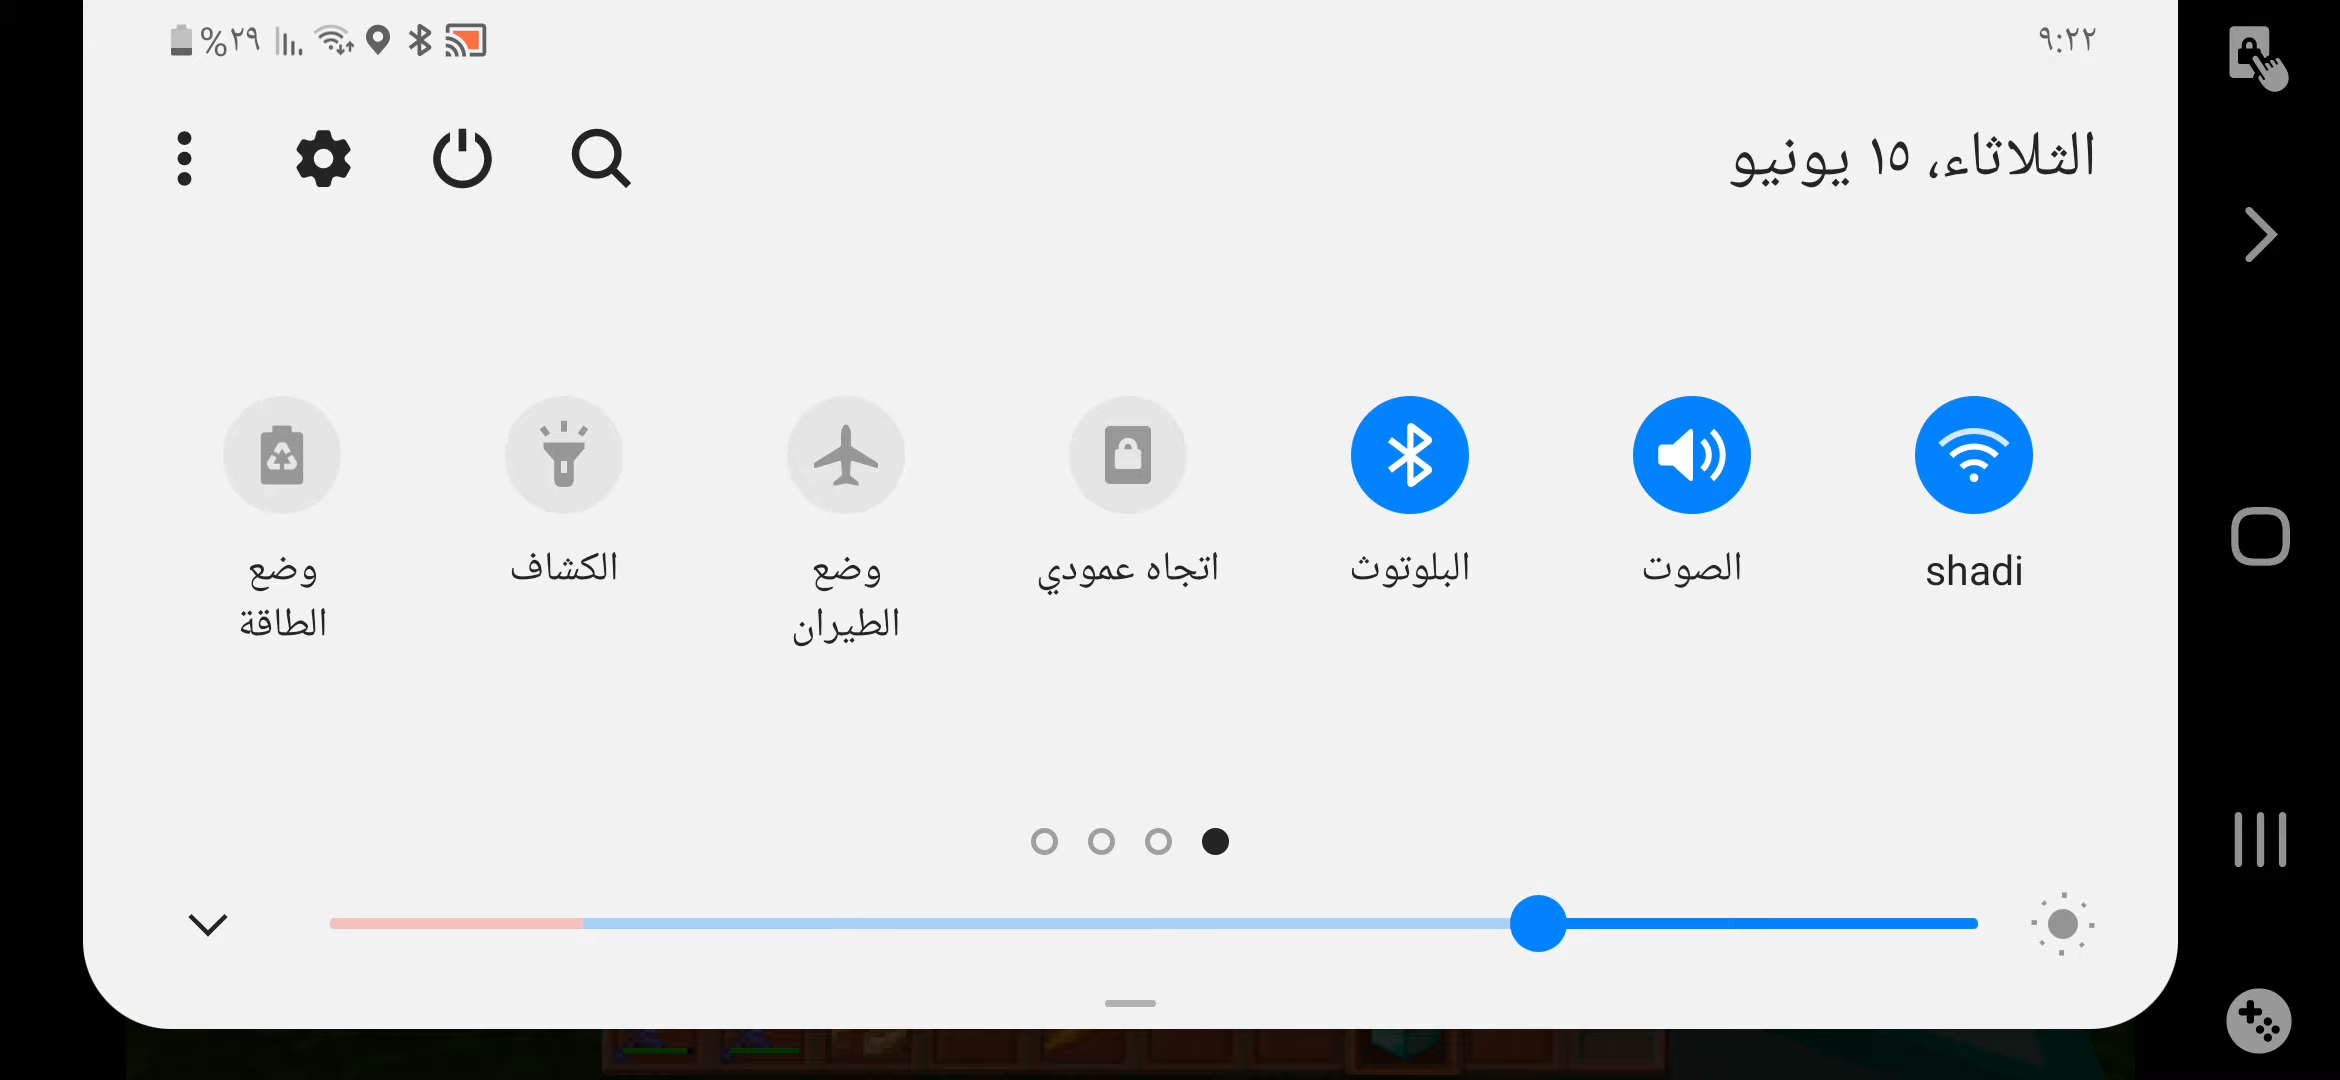 ٩:٢٢
%٢٩
الثلاثاء، ١٥ يونيو
shadi
الصوت
البلوتوث
اتجاه عمودي
وضع
الطيران
الكشاف
وضع
الطاقة